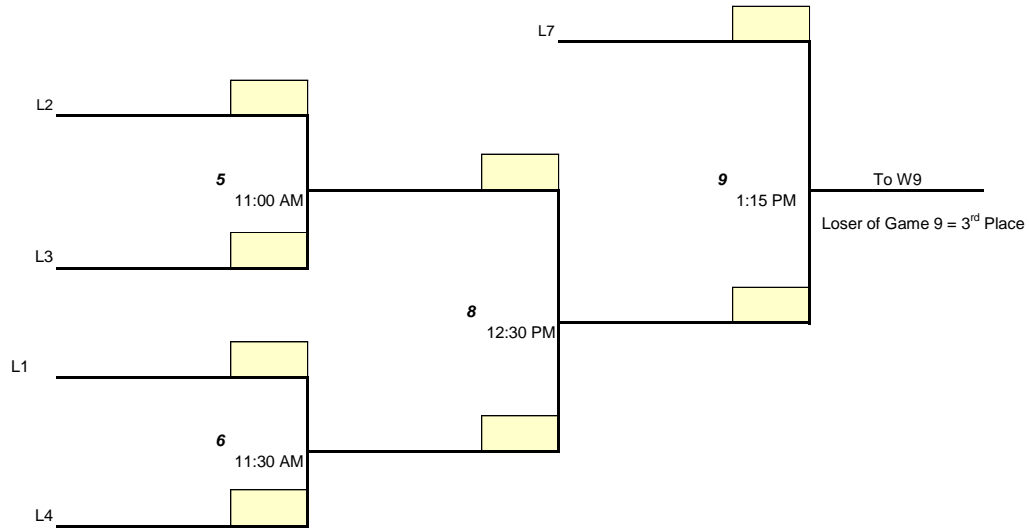 L7
L2
5
11:00 AM
9
1:15 PM
To W9
Loser of Game 9 = 3rd Place
L3
8
12:30 PM
L1
6
11:30 AM
L4